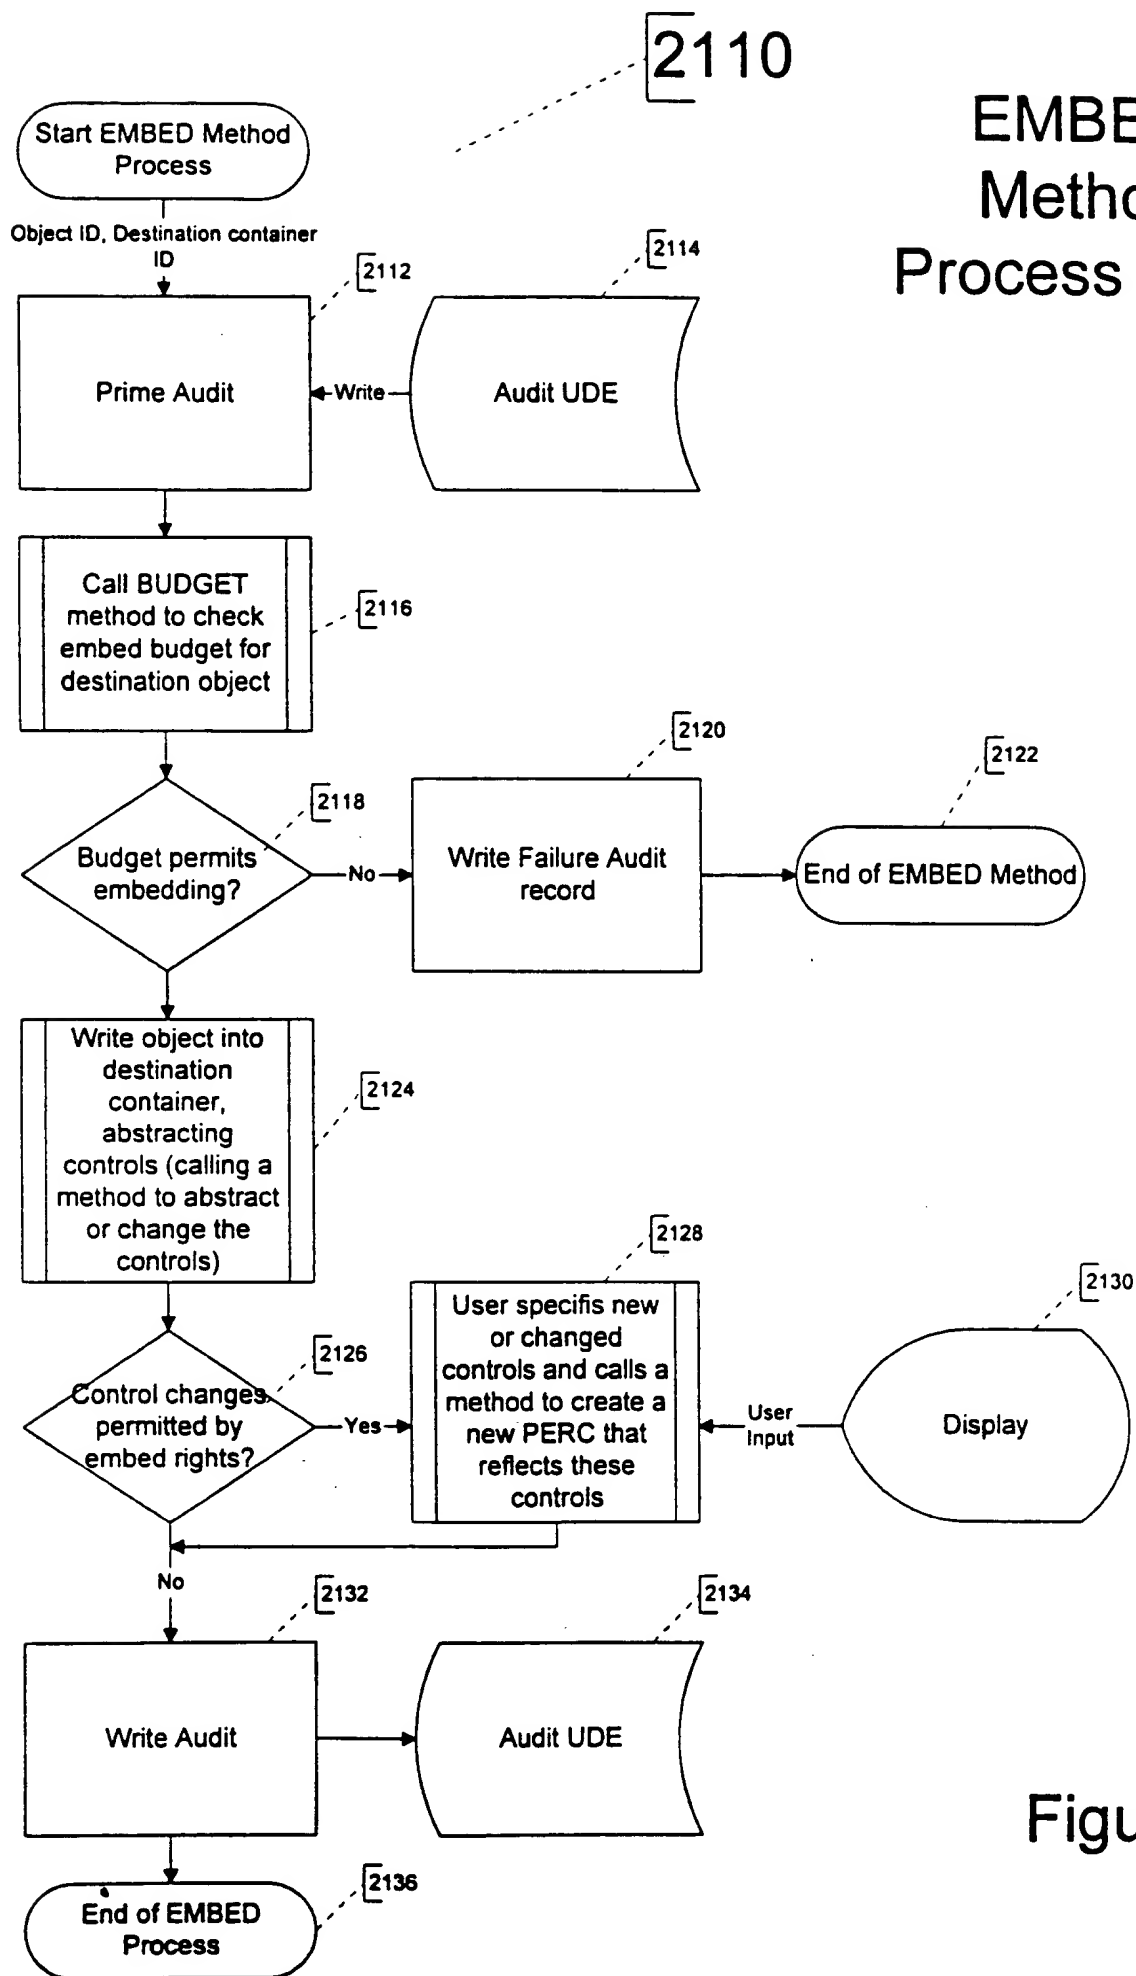 2110
EMBE
Metho
Process
Start EMBED Method
Process
Object ID, Destination container
ID
2112
2114
Prime Audit
Write
Audit UDE
Call BUDGET
method to check
embed budget for
destination object
2116
2118
2120
2122
Budget permits
embedding?
No
Write Failure Audit
record
End of EMBED Method
Write object into
destination
container,
abstracting
controls (calling a
method to abstract
or change the
controls)
2124
2126
2128
2130
Control changes
permitted by
embed rights?
Yes
User specifis new
or changed
controls and calls a
method to create a
new PERC that
reflects these
controls
User
Input
Display
No
2132
2134
Write Audit
Audit UDE
Figu
2136
End of EMBED
Process